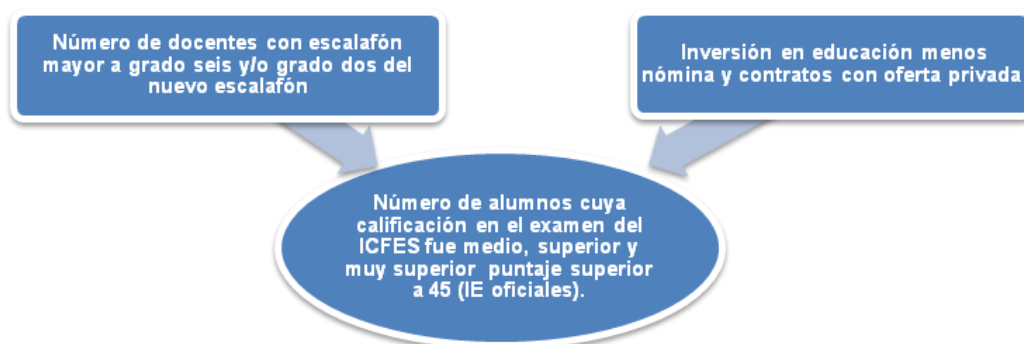 Número de docentes con escalafón
mayor a grado seis y/o grado dos del
nuevo escalafón
Inversión en educación menos
nómina y contratos con oferta privada
Número de alumnos cuya
calificación en el examen del
ICFES fue medio, superior y
muy superior puntaje superior
a 45 (IE oficiales).